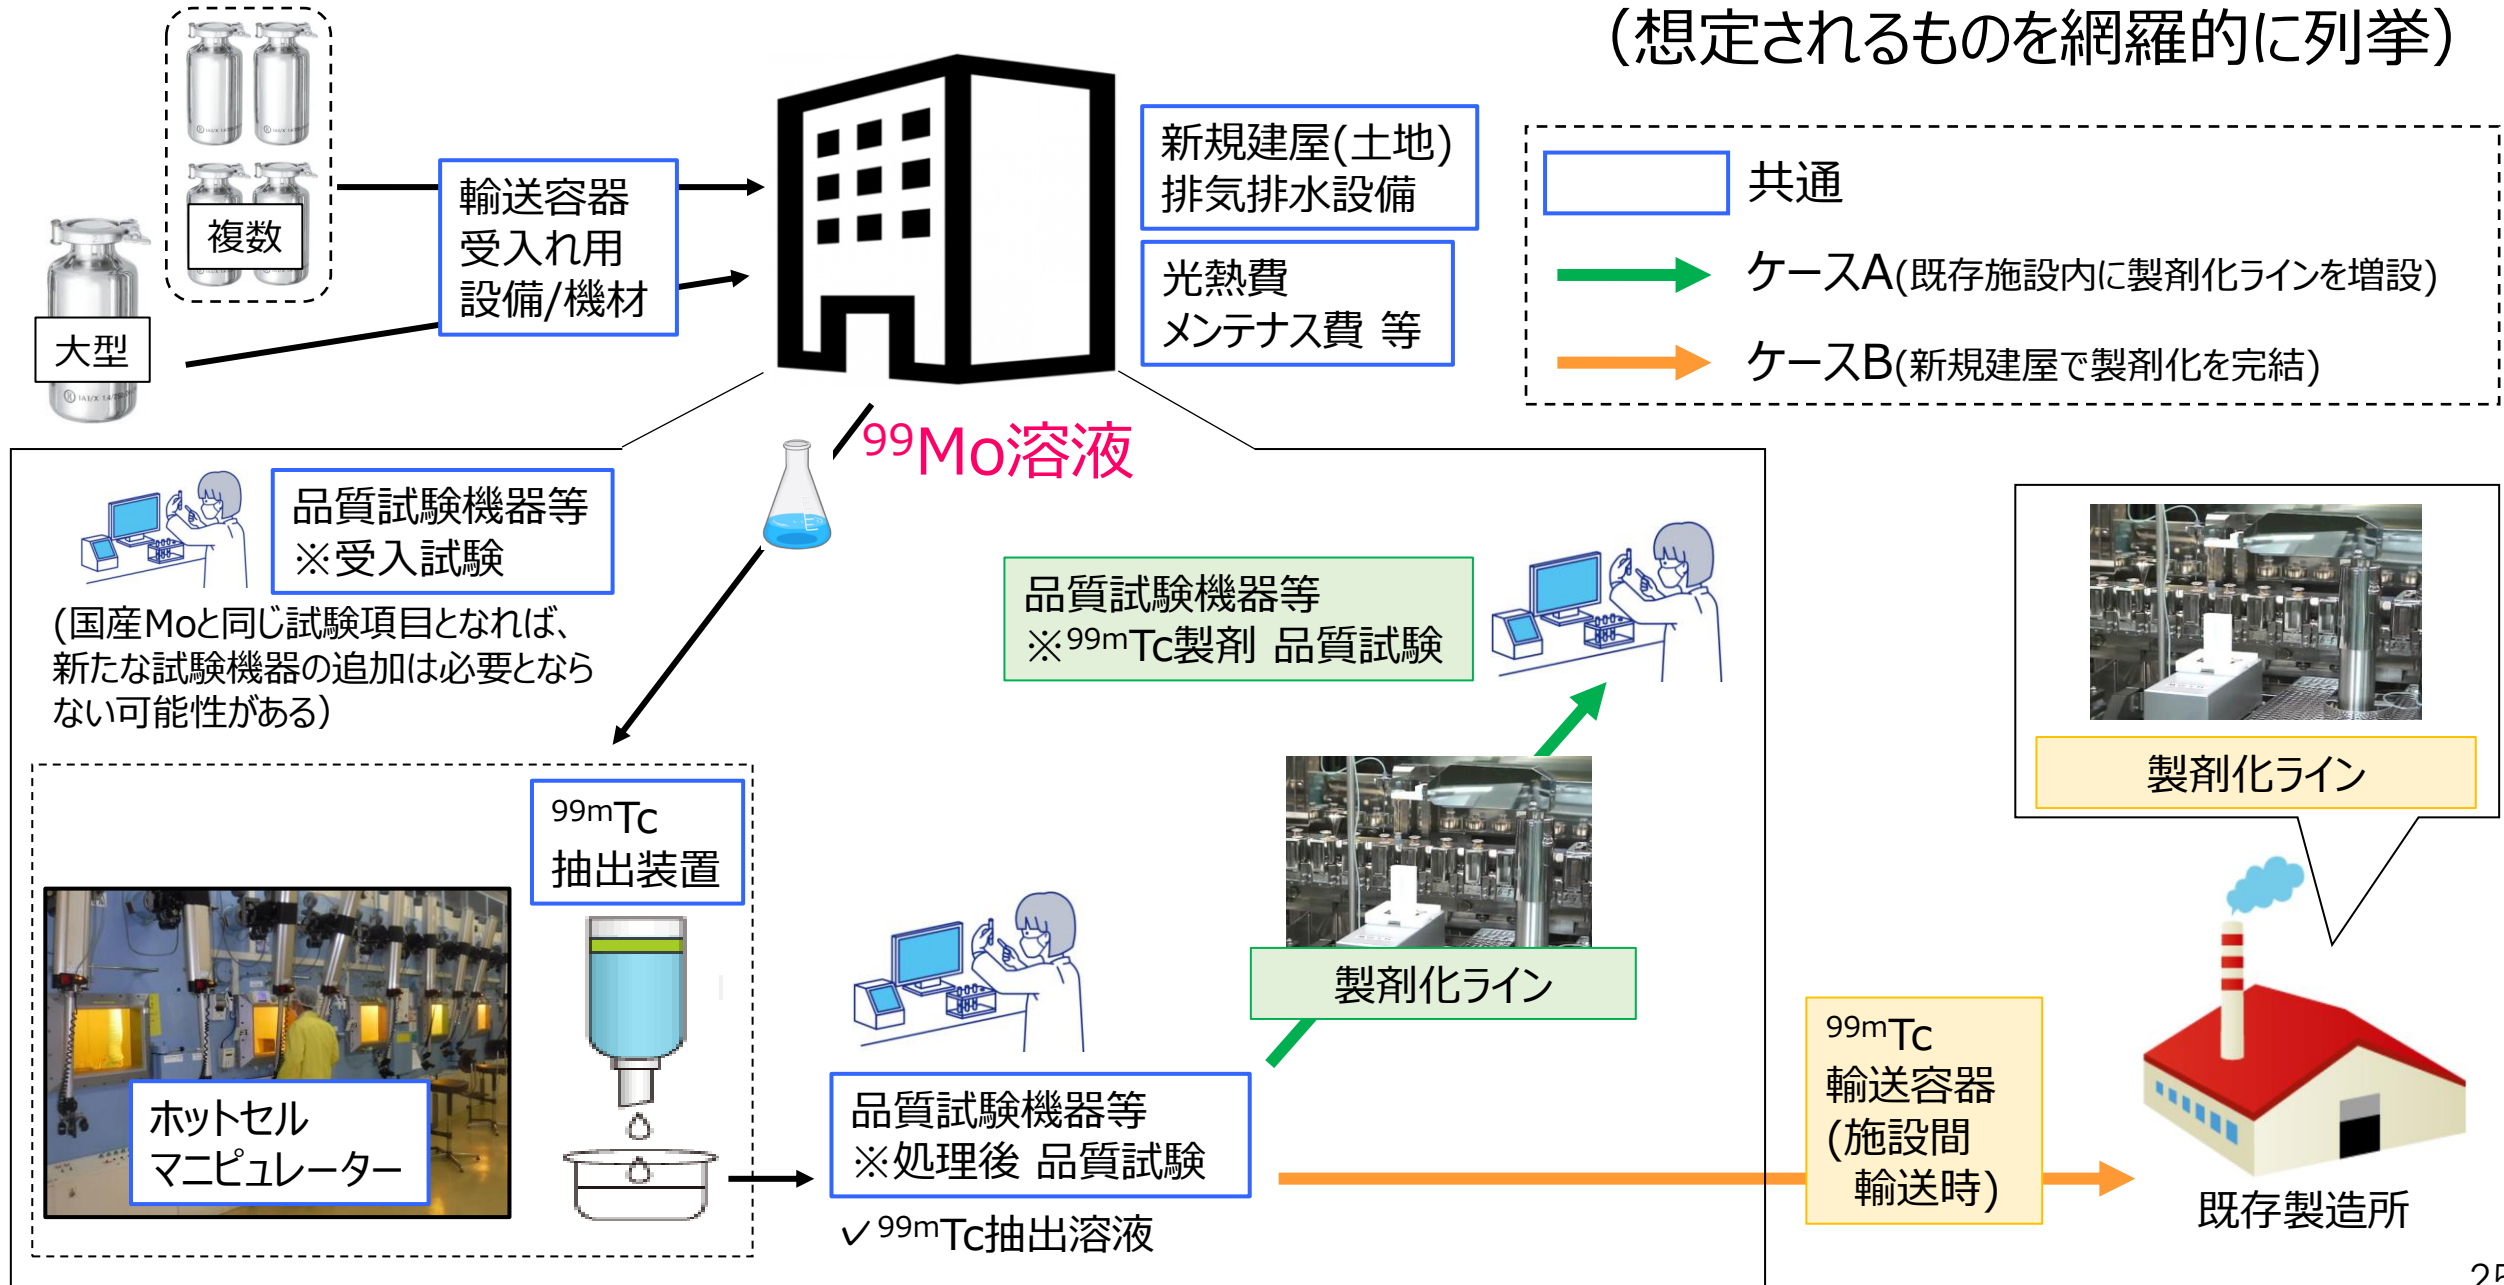 (想定されるものを網羅的に列挙)
複数
大型
輸送容器
受入れ用
設備/機材
新規建屋(土地)
排気排水設備
光熱費
メンテナス費 等
共通
ケースA(既存施設内に製剤化ラインを増設)
ケースB(新規建屋で製剤化を完結)
99Mo溶液
品質試験機器等
※受入試験
(国産Moと同じ試験項目となれば、
新たな試験機器の追加は必要となら
ない可能性がある)
品質試験機器等
※99mTc製剤 品質試験
製剤化ライン
99mTc
抽出装置
ホットセル
マニピュレーター
製剤化ライン
品質試験機器等
※処理後 品質試験
✓99mTc抽出溶液
99mTc
輸送容器
(施設間
輸送時)
既存製造所